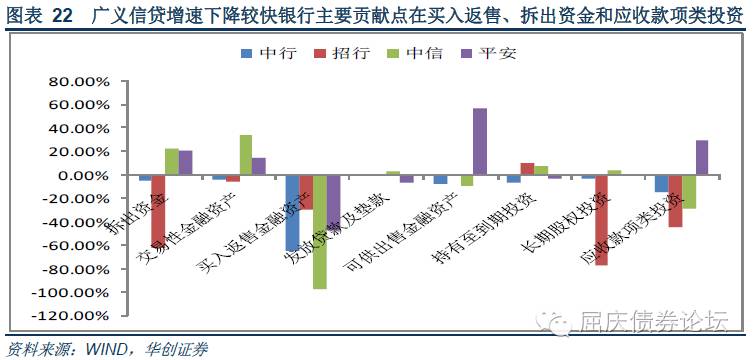 图表 22 广义信贷增速下降较快银行主要贡献点在买入返售、拆出资金和应收款项类投资
中行 招行 中信 平安
80.00%
60.00%
40.00%
20.00%
0.00%
-20.00%
-40.00%
-60.00%
-80.00%
-100.00%
-120.00%
拆出资金
交易性金融资产
买入返售金融资产
发放贷款及垫款
可供出售金融资产
持有至到期投资
长期股权投资
应收款项类投资
屈庆债券论坛
资料来源：WIND，华创证券